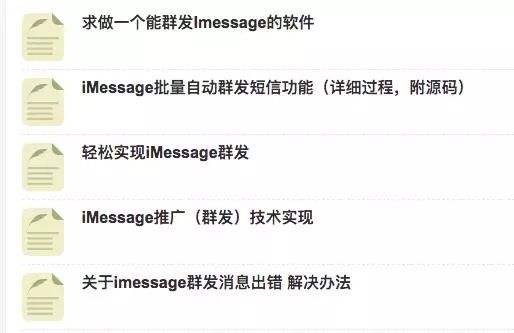 求做一个能群发Imessage的软件
iMessage批量自动群发短信功能（详细过程，附源码）
轻松实现iMessage群发
iMessage推广（群发）技术实现
关于imessage群发消息出错 解决办法